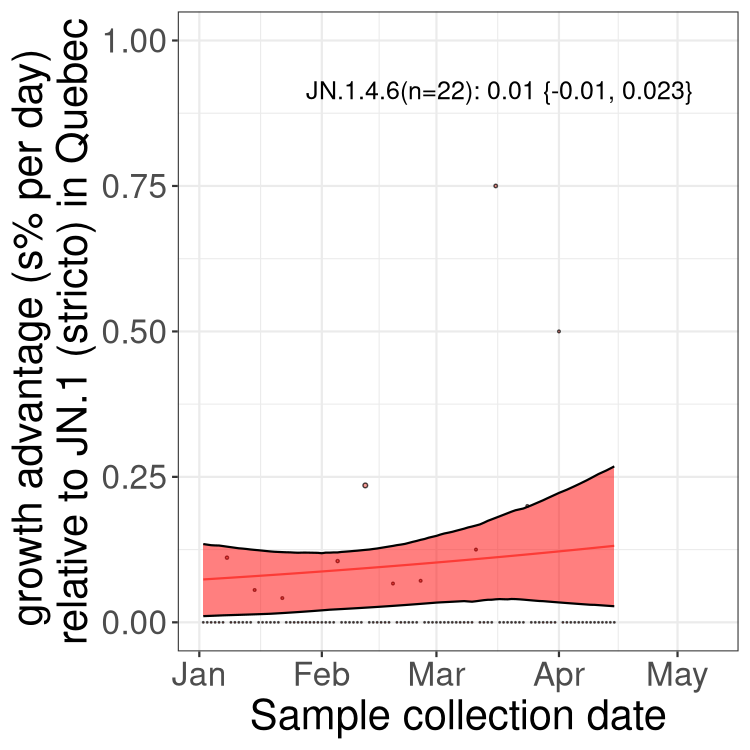 growth advantage (s% per day)
relative to JN.1 (stricto) in Quebec
1.00
0.75
0.50
0.25
0.00
JN.1.4.6(n=22): 0.01 {-0.01, 0.023}
Jan Feb Mar Apr May
Sample collection date